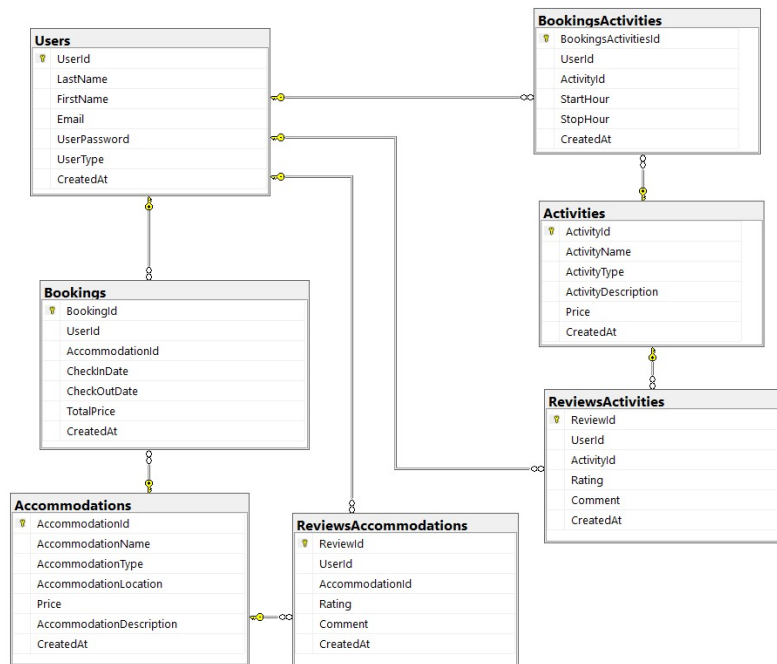 Users
UserId
LastName
FirstName
Email
UserPassword
UserType
CreatedAt
BookingsActivities
BookingsActivitiesId
UserId
ActivityId
StartHour
StopHour
CreatedAt
Activities
ActivityId
ActivityName
ActivityType
ActivityDescription
Price
CreatedAt
Bookings
BookingId
UserId
AccommodationId
CheckInDate
CheckOutDate
TotalPrice
CreatedAt
ReviewsActivities
ReviewId
UserId
ActivityId
Rating
Comment
CreatedAt
Accommodations
AccommodationId
AccommodationName
AccommodationType
AccommodationLocation
Price
AccommodationDescription
CreatedAt
ReviewsAccommodations
ReviewId
UserId
AccommodationId
Rating
Comment
CreatedAt